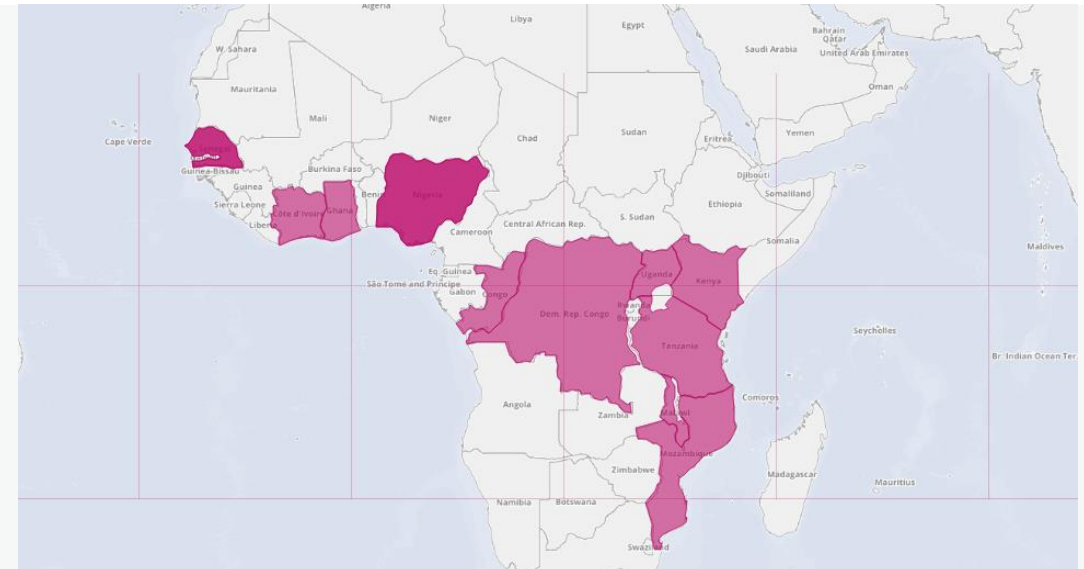 Algeria
Libya
Egypt
Bahrain
Qatar
W. Sahara
Saudi Arabia
United Arab Emirates
Mauritania
Oman
Mali
Niger
Chad
Sudan
Eritrea
Yemen
Cape Verde
Senegal
Guinea-Bissau
Burkina Faso
Djibouti
Guinea
Benin
Nigeria
Somaliland
Sierra Leone
Côte d'Ivoire
Ghana
Ethiopia
Liberia
Central African Rep.
S. Sudan
Cameroon
Somalia
Maldives
Eq. Guinea
Uganda
São Tomé and Principe
Gabon
Congo
Kenya
Rwanda
Dem. Rep. Congo
Burundi
Seychelles
Tanzania
Br. Indian Ocean Ter.
Comoros
Angola
Zambia
Malawi
Mozambique
Zimbabwe
Madagascar
Mauritius
Namibia
Botswana
Swaziland